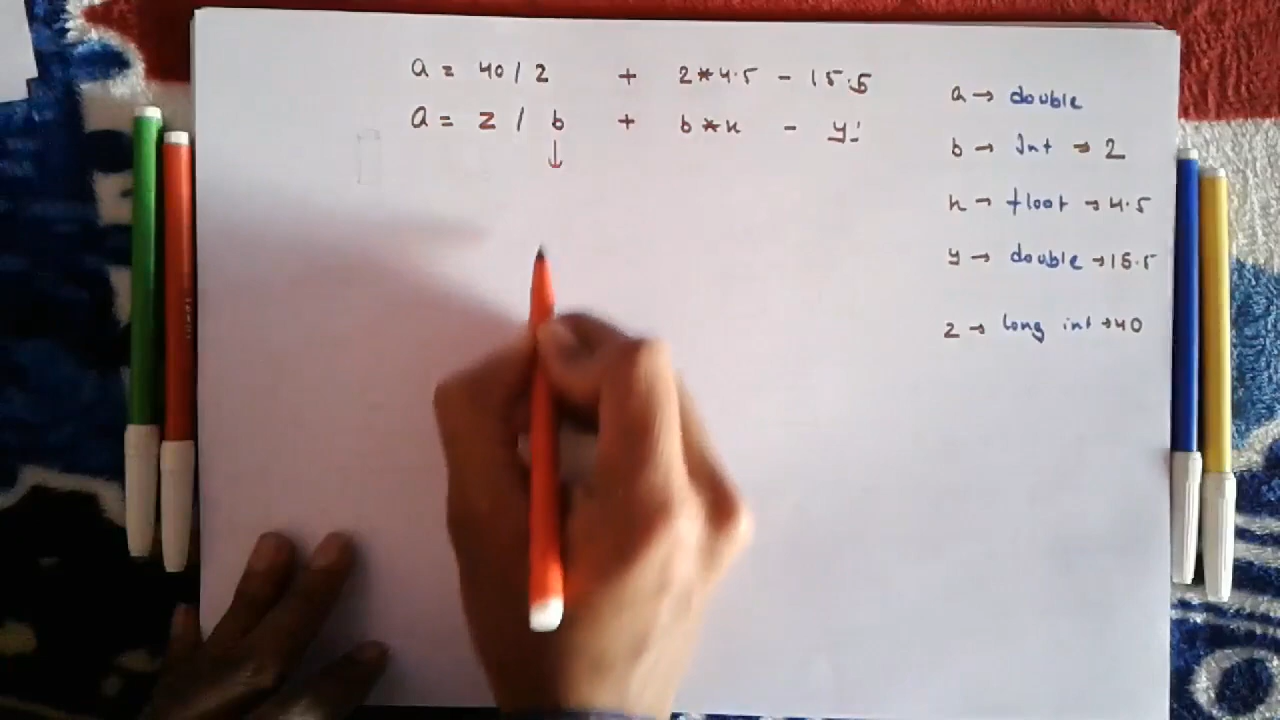 a = 40 / 2 + 2*4.5 - 15.5
a = z / b + b*x - y;
a → double
b → Int → 2
x → float → 4.5
y → double → 15.5
z → long int → 40